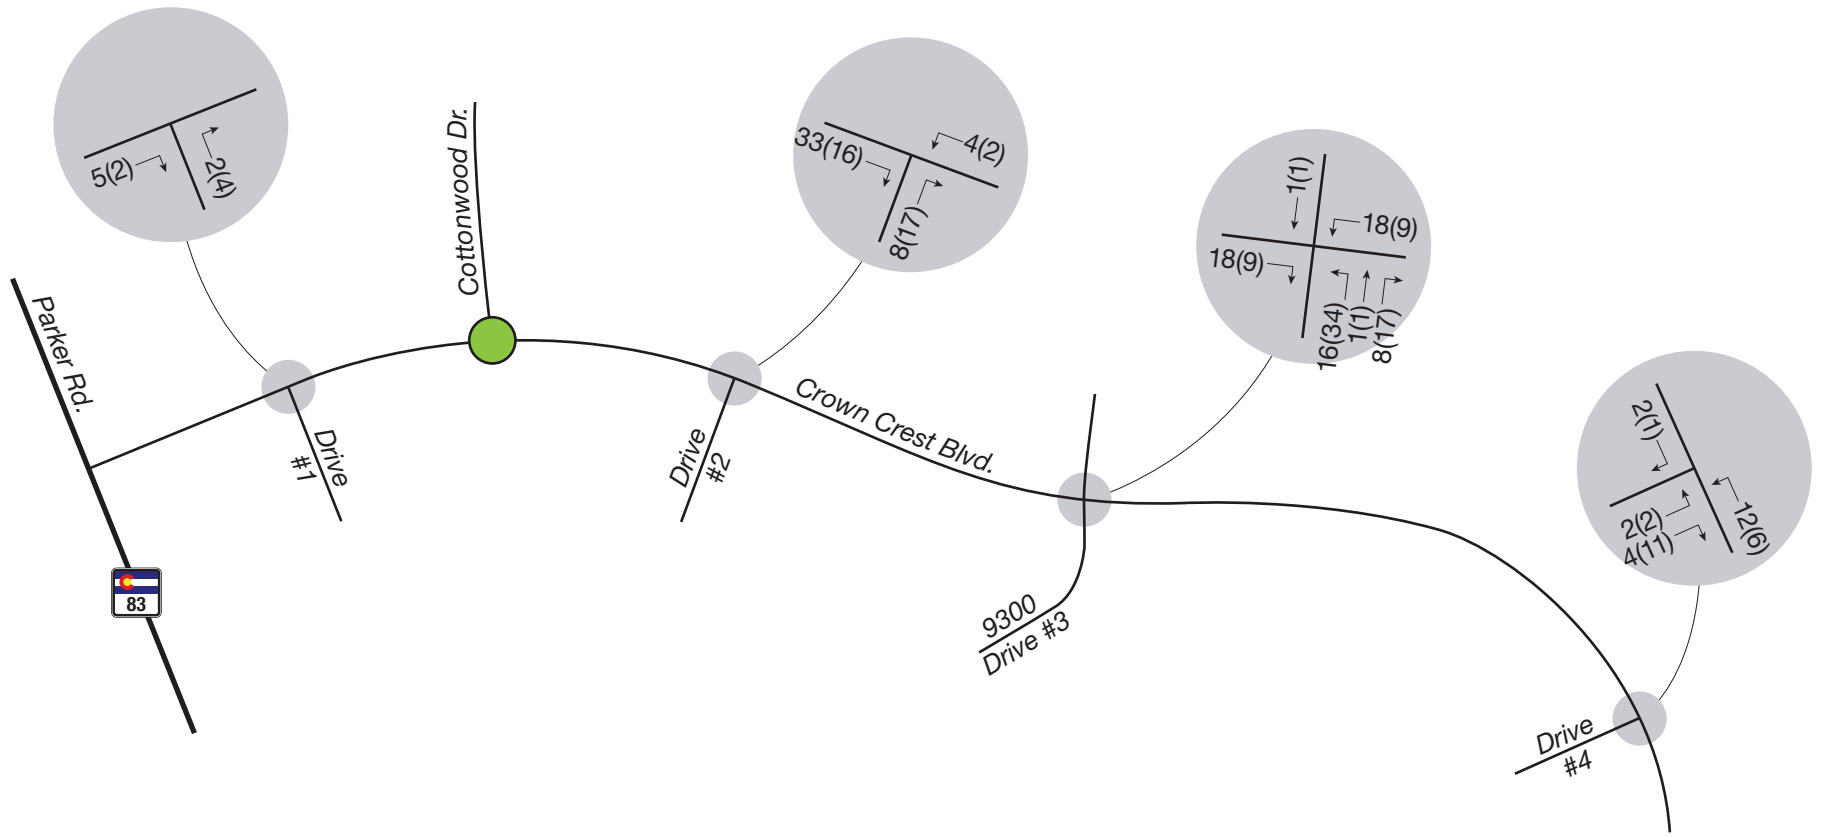 5(2)
2(4)
Parker Rd.
83
Drive
#1
Cottonwood Dr.
33(16)
4(2)
8(17)
Drive
#2
Crown Crest Blvd.
1(1)
18(9)
18(9)
16(34)
1(1)
8(17)
9300
Drive #3
2(1)
2(2)
4(11)
12(6)
Drive
#4